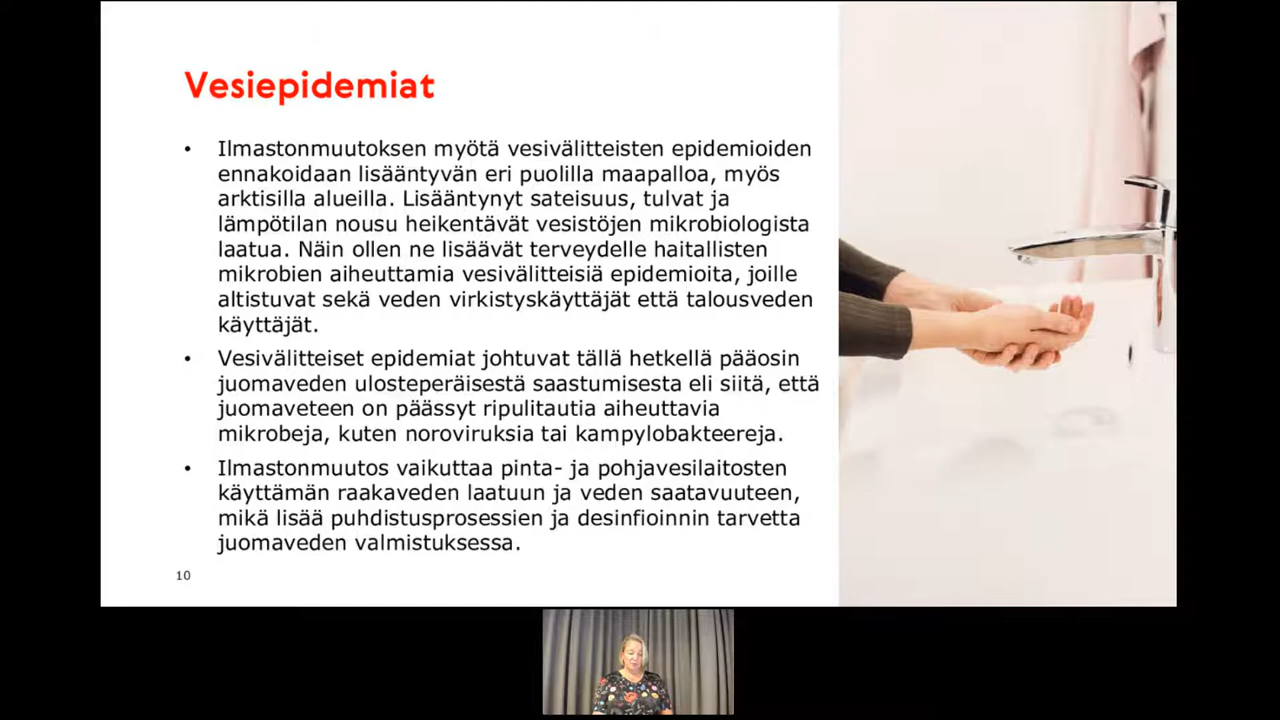 Vesiepidemiat
• Ilmastonmuutoksen myötä vesivälitteisten epidemioiden
ennakoidaan lisääntyvän eri puolilla maapalloa, myös
arktisilla alueilla. Lisääntynyt sateisuus, tulvat ja
lämpötilan nousu heikentävät vesistöjen mikrobiologista
laatua. Näin ollen ne lisäävät terveydelle haitallisten
mikrobien aiheuttamia vesivälitteisiä epidemioita, joille
altistuvat sekä veden virkistyskäyttäjät että talousveden
käyttäjät.
• Vesivälitteiset epidemiat johtuvat tällä hetkellä pääosin
juomaveden ulosteperäisestä saastumisesta eli siitä, että
juomaveteen on päässyt ripulitautia aiheuttavia
mikrobeja, kuten noroviruksia tai kampylobakteereja.
• Ilmastonmuutos vaikuttaa pinta- ja pohjavesilaitosten
käyttämän raakaveden laatuun ja veden saatavuuteen,
mikä lisää puhdistusprosessien ja desinfioinnin tarvetta
juomaveden valmistuksessa.
10